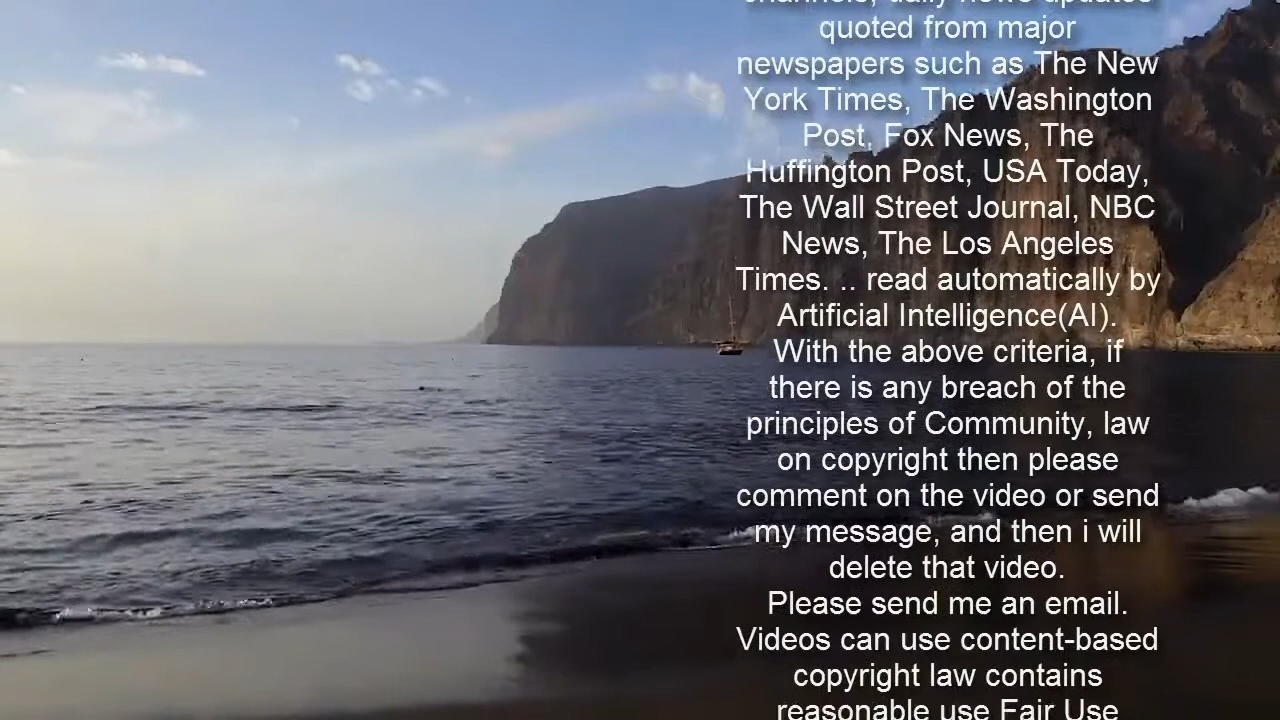 channels, daily news updates
quoted from major
newspapers such as The New
York Times, The Washington
Post, Fox News, The
Huffington Post, USA Today,
The Wall Street Journal, NBC
News, The Los Angeles
Times. .. read automatically by
Artificial Intelligence(AI).
With the above criteria, if
there is any breach of the
principles of Community, law
on copyright then please
comment on the video or send
my message, and then i will
delete that video.
Please send me an email.
Videos can use content-based
copyright law contains
reasonable use Fair Use